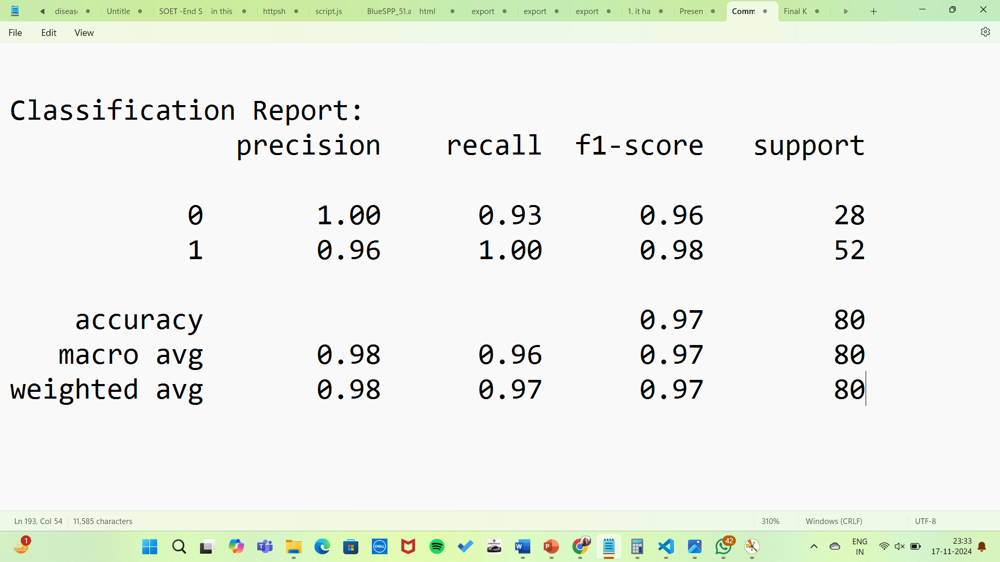 disease Untitle SOET -End S in this httpsh script.js BlueSPP_51.a html export export export 1. it ha Presen Comm Final K
File Edit View
Classification Report:
precision recall f1-score support
0 1.00 0.93 0.96 28
1 0.96 1.00 0.98 52
accuracy 0.97 80
macro avg 0.98 0.96 0.97 80
weighted avg 0.98 0.97 0.97 80
Ln 193, Col 54 11,585 characters 310% Windows (CRLF) UTF-8
1 DELL W P 42 ENG 23:33
IN 17-11-2024